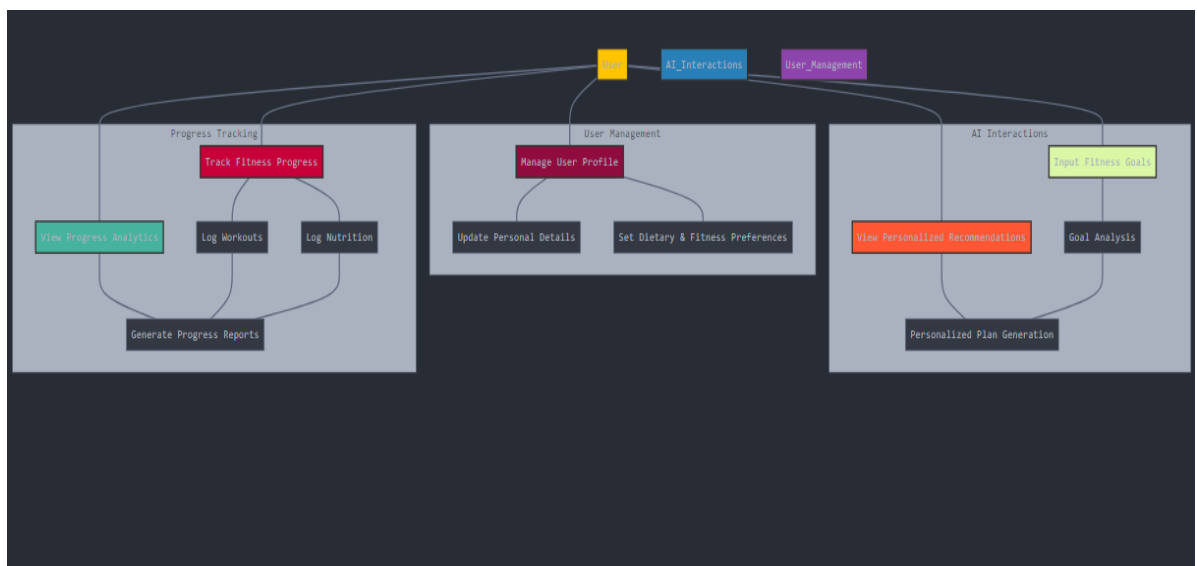 User
AI_Interactions
User_Management
Progress Tracking
Track Fitness Progress
View Progress Analytics
Log Workouts
Log Nutrition
Generate Progress Reports
User Management
Manage User Profile
Update Personal Details
Set Dietary & Fitness Preferences
AI Interactions
Input Fitness Goals
View Personalized Recommendations
Goal Analysis
Personalized Plan Generation